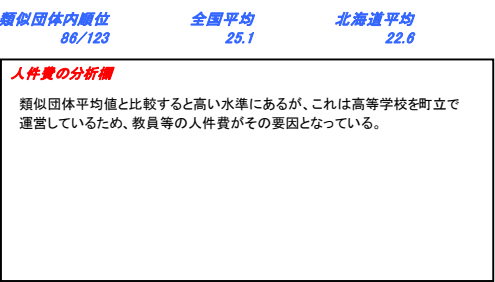 類似団体内順位 全国平均 北海道平均
86/123 25.1 22.6
人件費の分析欄
類似団体平均値と比較すると高い水準にあるが、これは高等学校を町立で
運営しているため、教員等の人件費がその要因となっている。